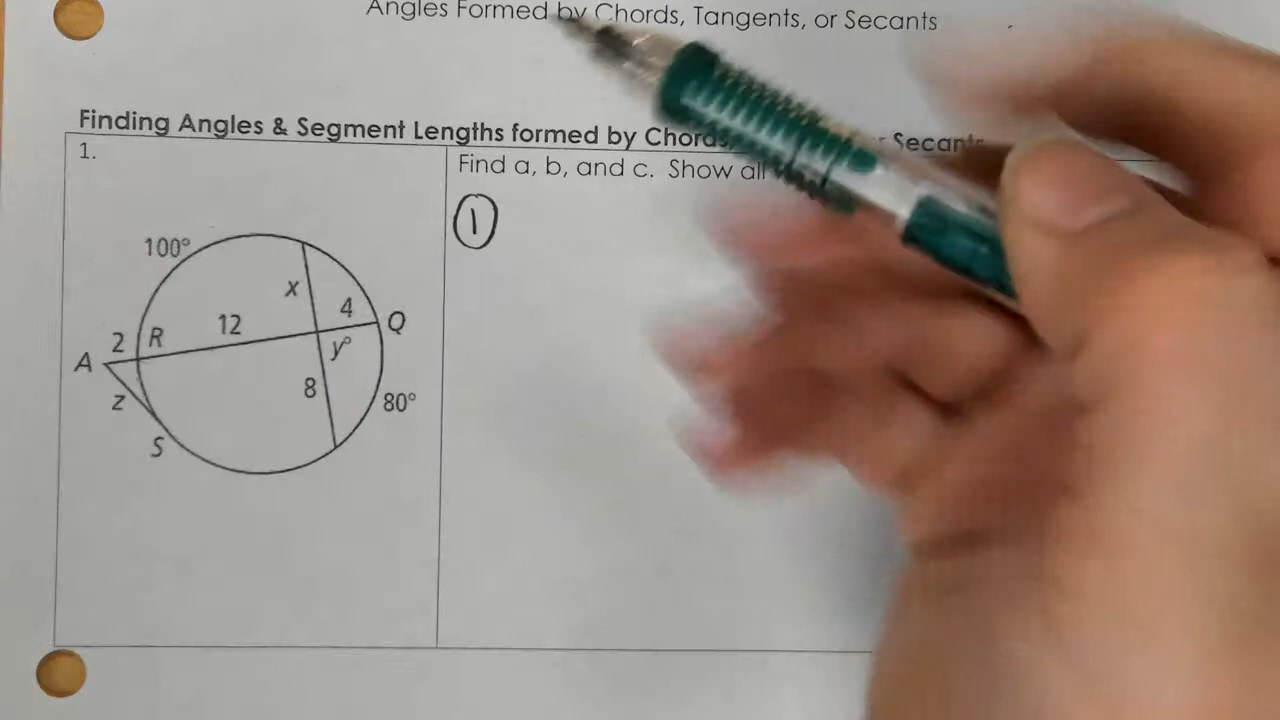 Angles Formed by Chords, Tangents, or Secants
Finding Angles & Segment Lengths formed by Chords, Secants
1.
Find a, b, and c. Show all
1
100°
x
4
Q
12
2
R
A
y°
8
z
80°
S